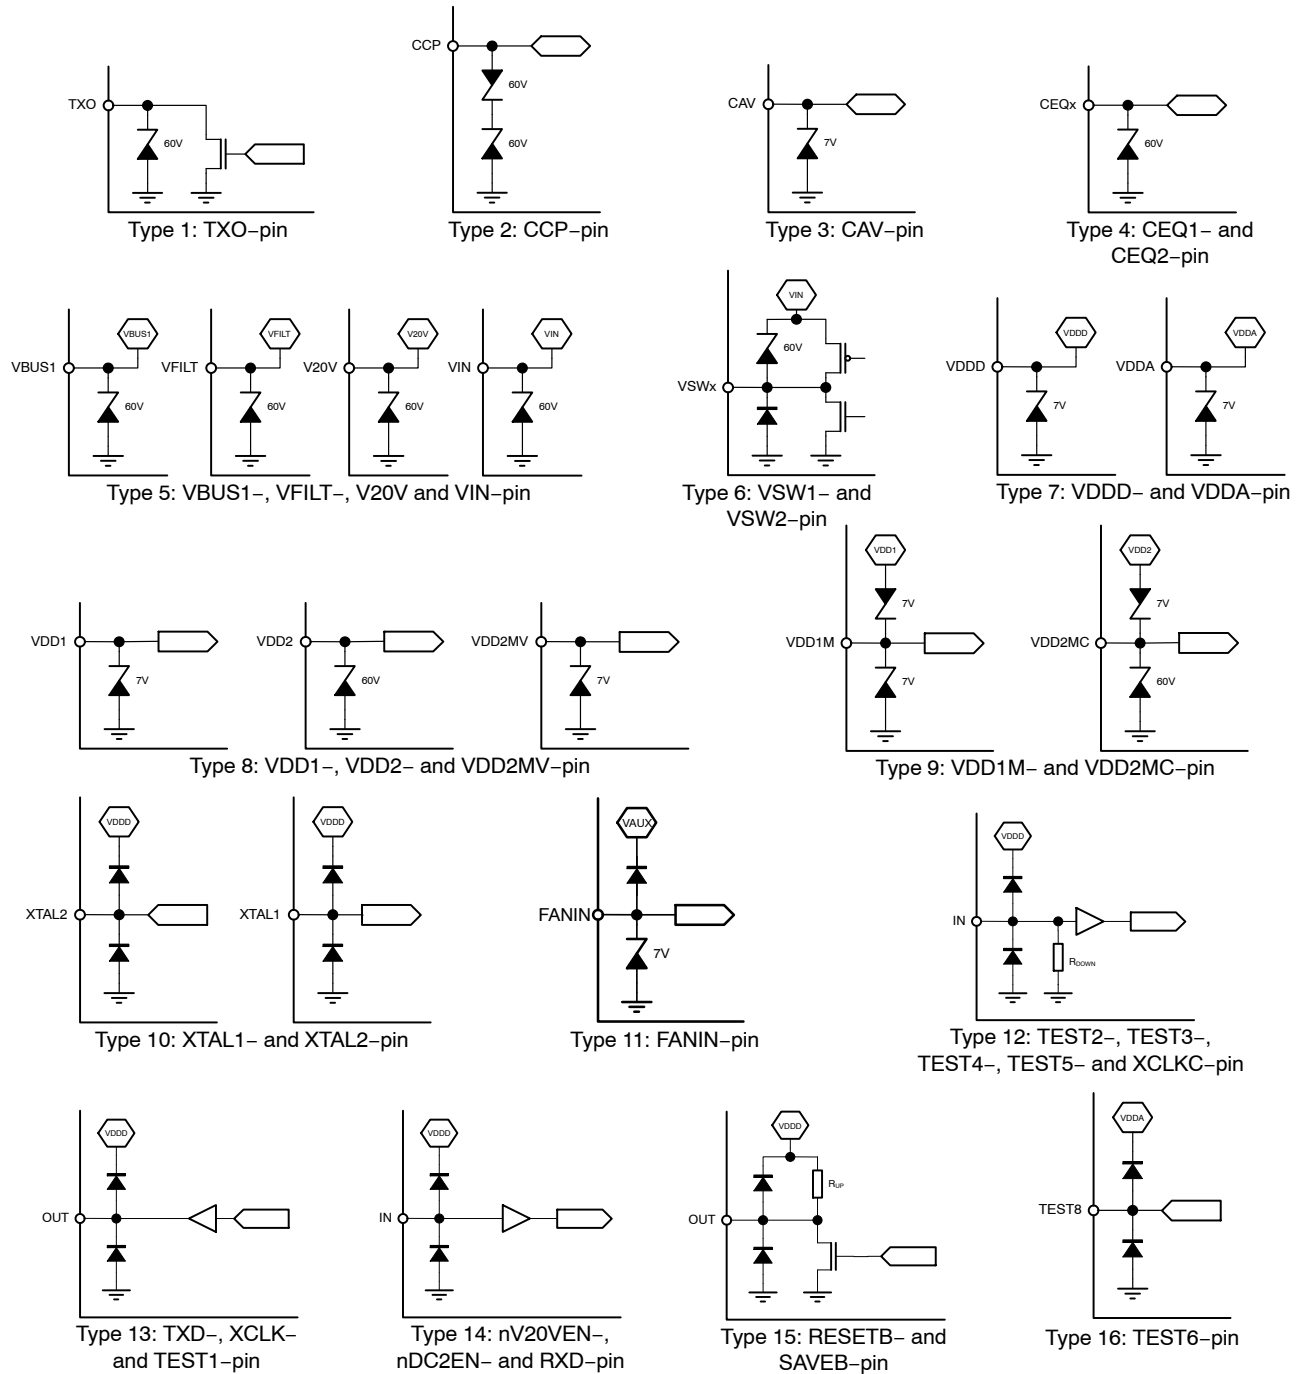 CCP
60V
60V
TXO
60V
CAV
7V
CEQx
60V
Type 1: TXO−pin
Type 2: CCP−pin
Type 3: CAV−pin
Type 4: CEQ1− and
CEQ2−pin
VBUS1
VBUS1
60V
VFILT
VFILT
60V
V20V
V20V
60V
VIN
VIN
60V
VIN
60V
VSWx
VDDD
VDDD
7V
VDDA
VDDA
7V
Type 5: VBUS1−, VFILT−, V20V and VIN−pin
Type 6: VSW1− and
VSW2−pin
Type 7: VDDD− and VDDA−pin
VDD1
7V
VDD2
60V
VDD2MV
7V
VDD1
7V
VDD1M
7V
VDD2
7V
VDD2MC
60V
Type 8: VDD1−, VDD2− and VDD2MV−pin
Type 9: VDD1M− and VDD2MC−pin
VDDD
XTAL2
VDDD
XTAL1
VAUX
FANIN
7V
VDDD
IN
RDOWN
Type 10: XTAL1− and XTAL2−pin
Type 11: FANIN−pin
Type 12: TEST2−, TEST3−,
TEST4−, TEST5− and XCLKC−pin
VDDD
OUT
VDDD
IN
VDDD
RUP
OUT
VDDA
TEST8
Type 13: TXD−, XCLK−
and TEST1−pin
Type 14: nV20VEN−,
nDC2EN− and RXD−pin
Type 15: RESETB− and
SAVEB−pin
Type 16: TEST6−pin